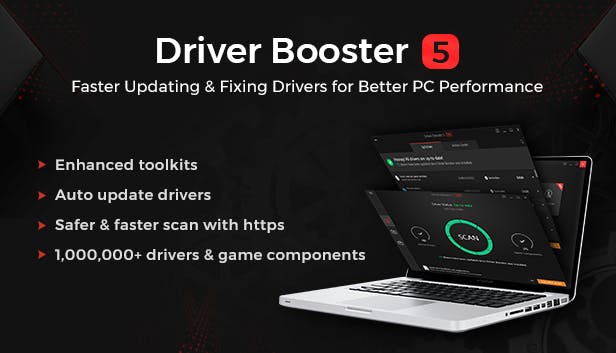 Driver Booster 5
Faster Updating & Fixing Drivers for Better PC Performance
Enhanced toolkits
Auto update drivers
Safer & faster scan with https
1,000,000+ drivers & game components
SCAN